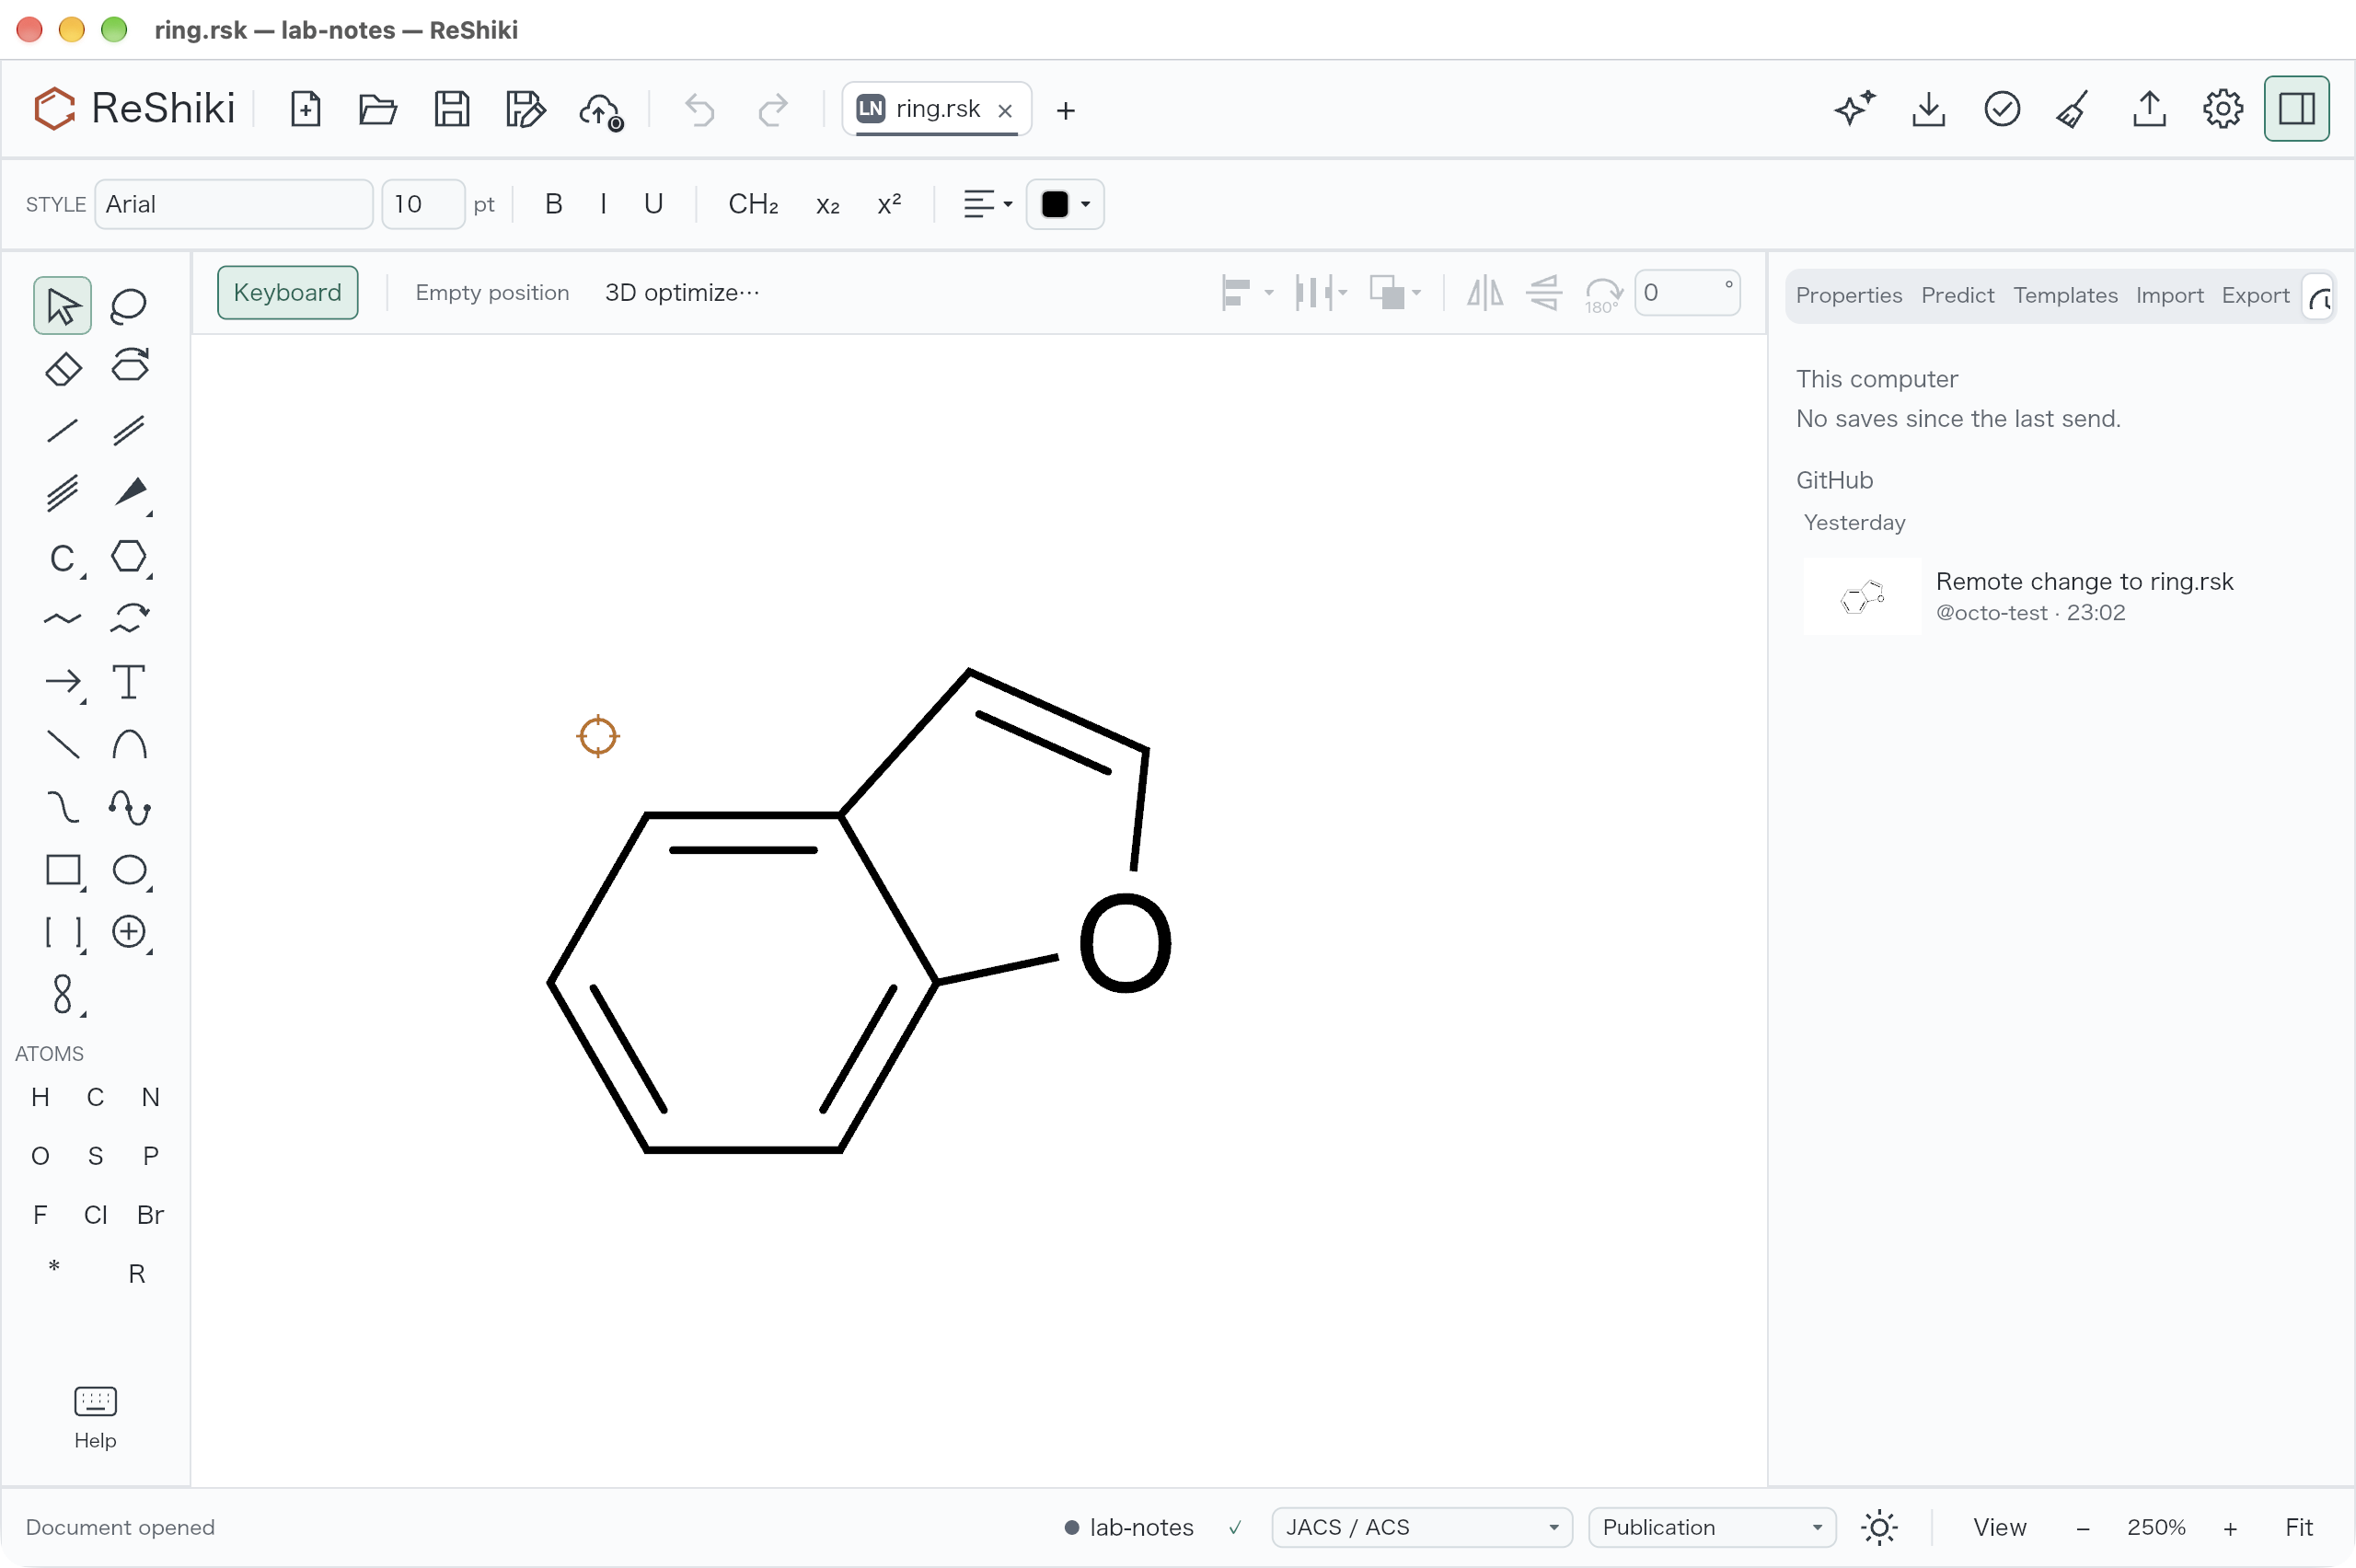 ring.rsk — lab-notes — ReShiki
ReShiki
LN ring.rsk × +
STYLE Arial 10 pt B I U CH₂ x₂ x²
Keyboard Empty position 3D optimize⋯
180° 0 °
Properties Predict Templates Import Export
This computer
No saves since the last send.
GitHub
Yesterday
Remote change to ring.rsk
@octo-test · 23:02
C
T
O
ATOMS
H C N
O S P
F Cl Br
* R
Help
Document opened
lab-notes ✓ JACS / ACS Publication View − 250% + Fit